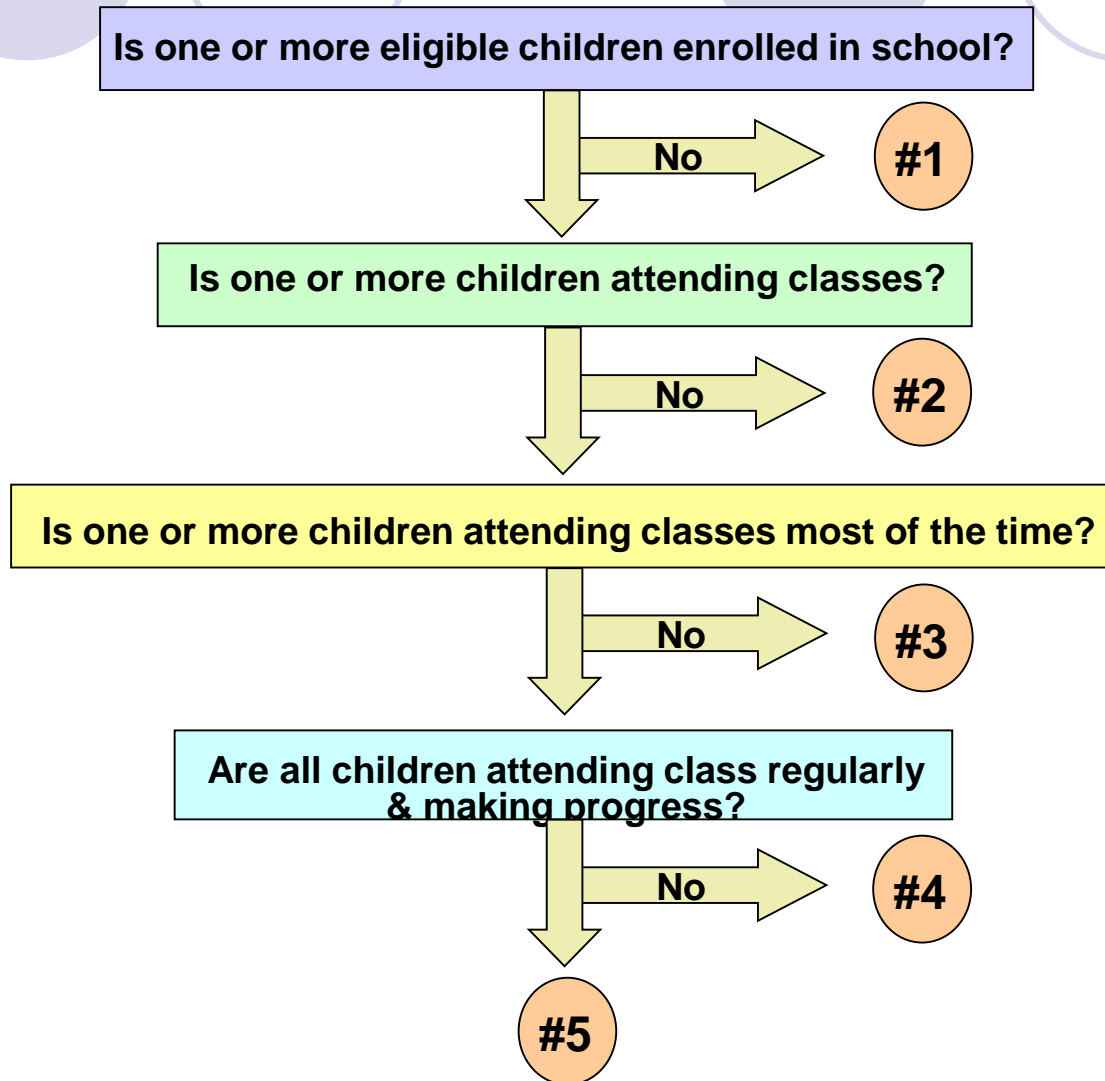 Is one or more eligible children enrolled in school?
No
#1
Is one or more children attending classes?
No
#2
Is one or more children attending classes most of the time?
No
#3
Are all children attending class regularly
& making progress?
No
#4
#5